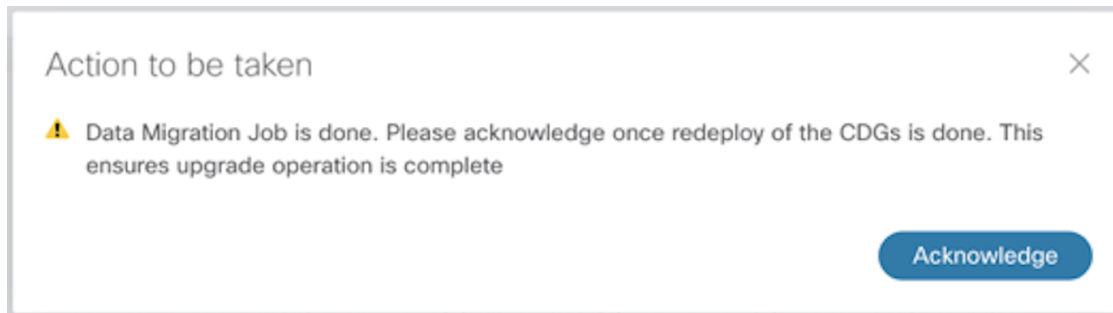 Action to be taken
Data Migration Job is done. Please acknowledge once redeploy of the CDGs is done. This
ensures upgrade operation is complete
Acknowledge